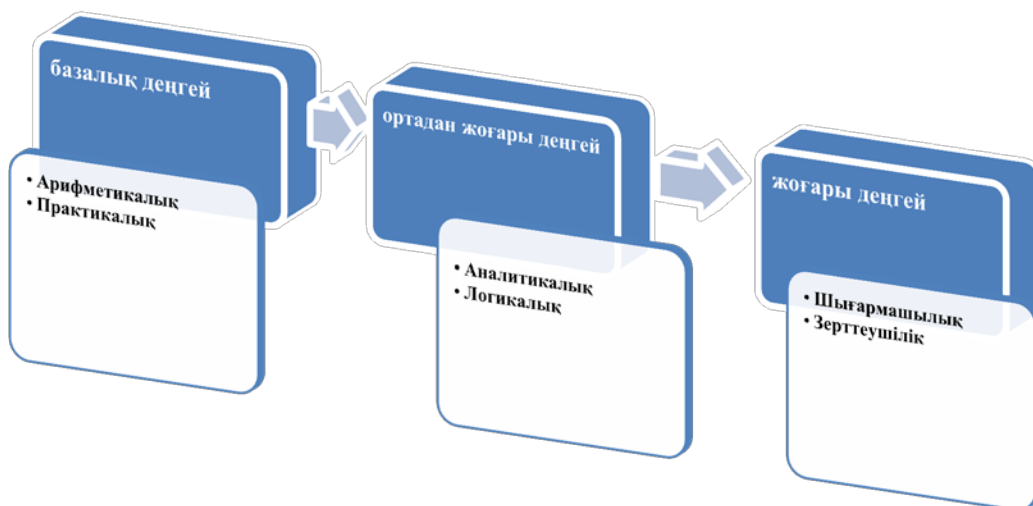 базалық деңгей
• Арифметикалық
• Практикалық
ортадан жоғары деңгей
• Аналитикалық
• Логикалық
жоғары деңгей
• Шығармашылық
• Зерттеушілік